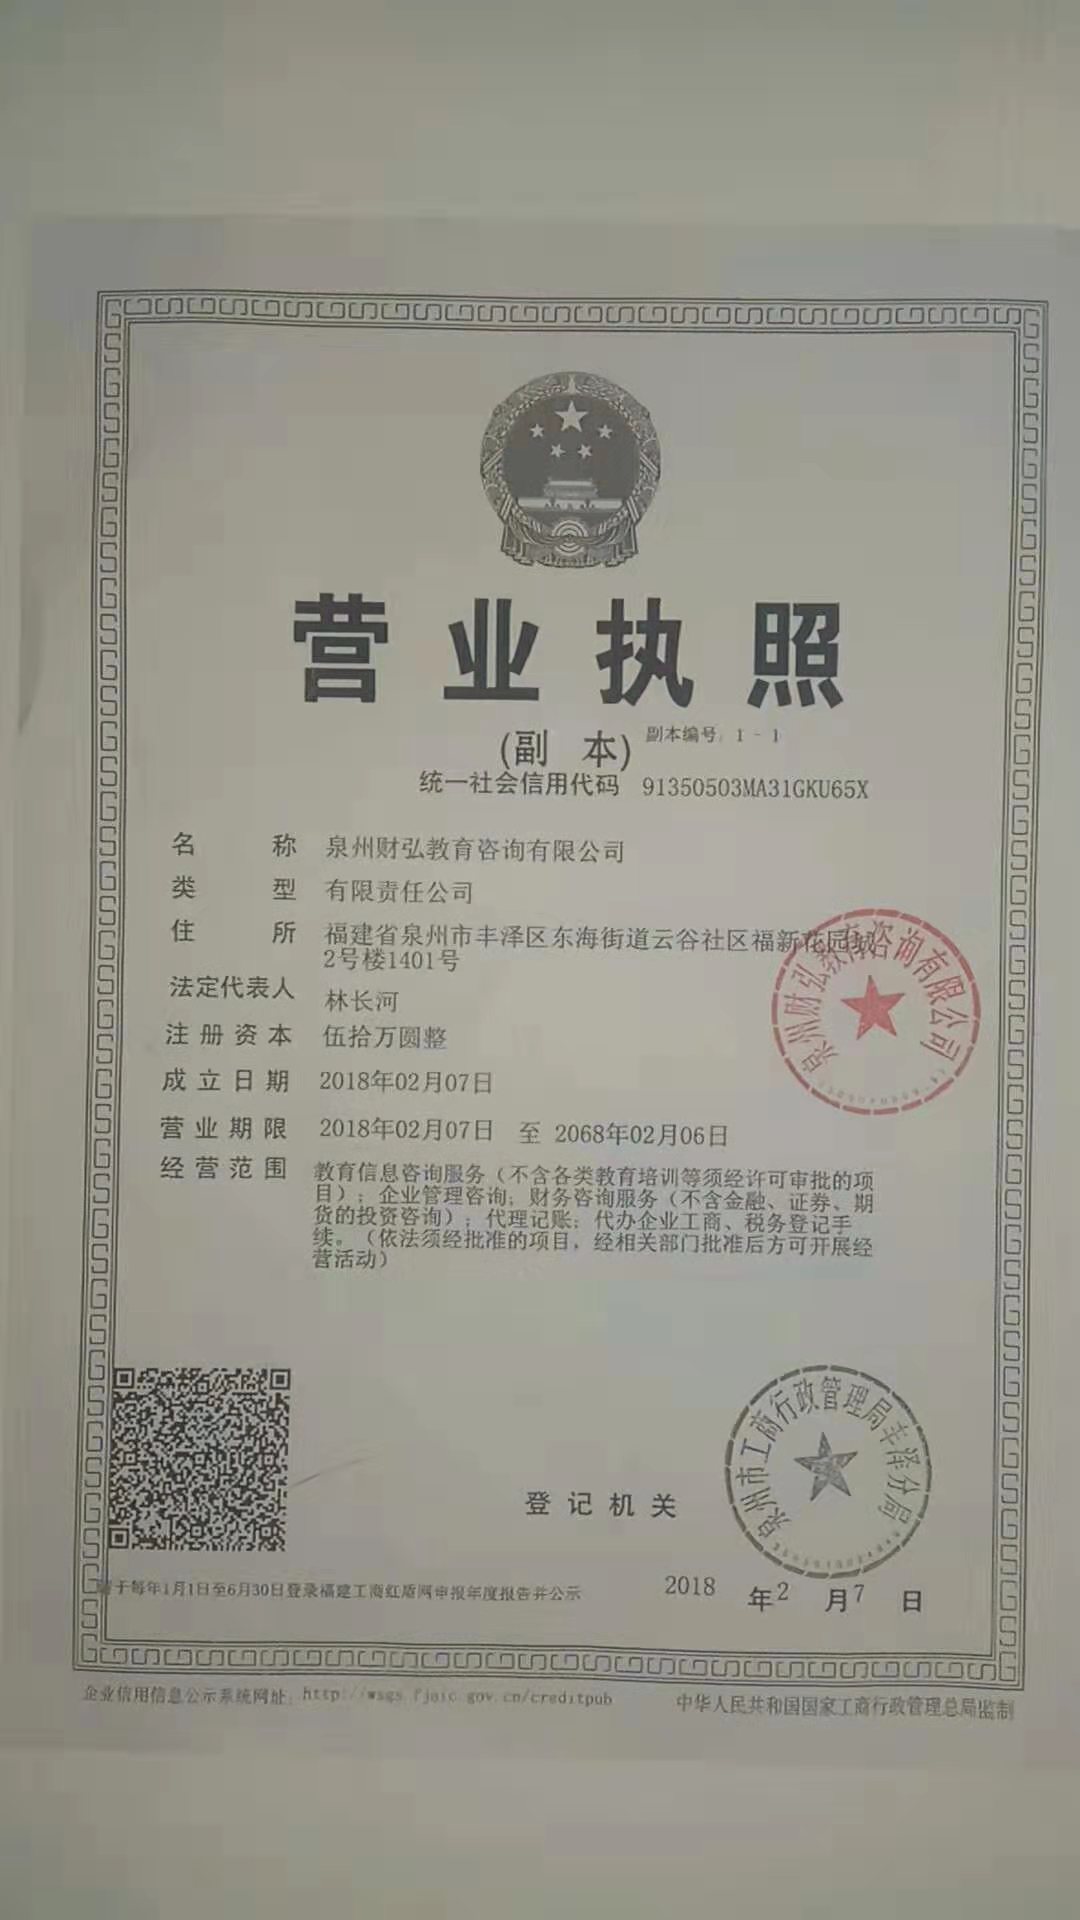 营业执照
(副 本) 副本编号：1-1
统一社会信用代码 91350503MA31GKU65X
名称 泉州财弘教育咨询有限公司
类型 有限责任公司
住所 福建省泉州市丰泽区东海街道云谷社区福新花园城
2号楼1401号
法定代表人 林长河
注册资本 伍拾万圆整
成立日期 2018年02月07日
营业期限 2018年02月07日 至 2068年02月06日
经营范围 教育信息咨询服务（不含各类教育培训等须经许可审批的项
目）；企业管理咨询；财务咨询服务（不含金融、证券、期
货的投资咨询）；代理记账；代办企业工商、税务登记手
续。（依法须经批准的项目，经相关部门批准后方可开展经
营活动）
泉州财弘教育咨询有限公司
登记机关
泉州市工商行政管理局丰泽分局
2018 年2 月7 日
请于每年1月1日至6月30日登录福建工商红盾网申报年度报告并公示
企业信用信息公示系统网址：http://wsgs.fjaic.gov.cn/creditpub
中华人民共和国国家工商行政管理总局监制